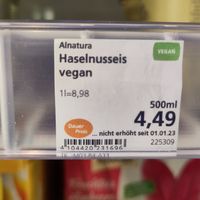 Alnatura
Haselnusseis
vegan
VEGAN
1l=8,98
500ml
4,49
Dauer
Preis
... nicht erhöht seit 01.01.23
4104420231696
225309